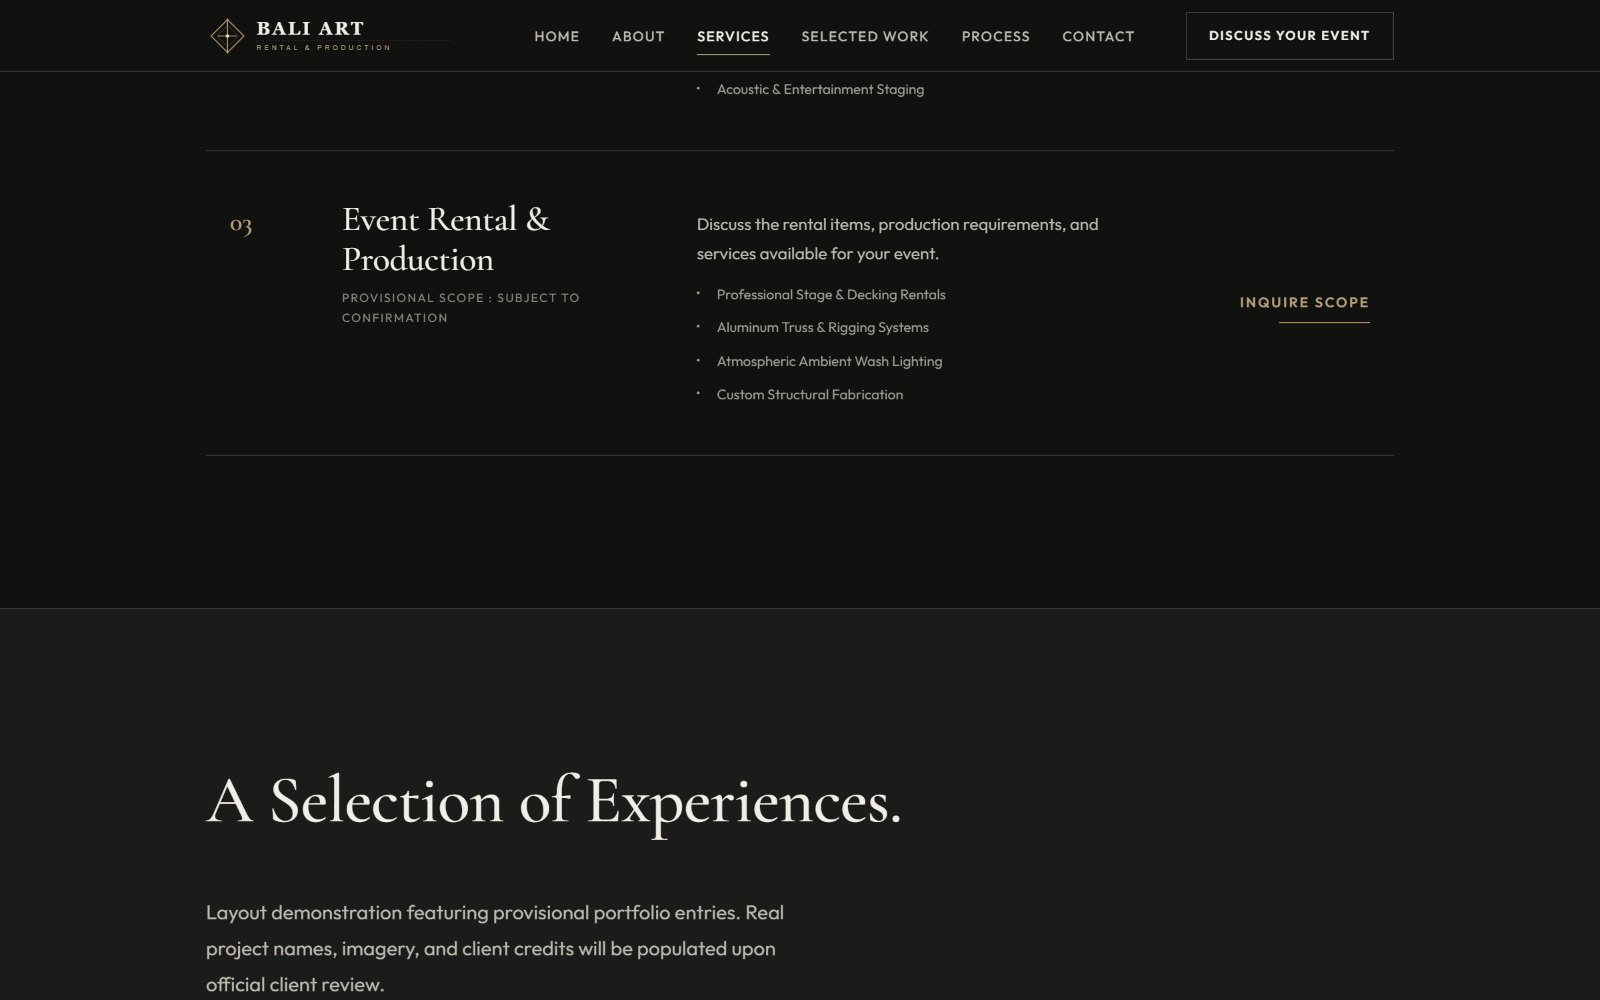 BALI ART
RENTAL & PRODUCTION
HOME
ABOUT
SERVICES
SELECTED WORK
PROCESS
CONTACT
DISCUSS YOUR EVENT
• Acoustic & Entertainment Staging
03
Event Rental &
Production
PROVISIONAL SCOPE : SUBJECT TO
CONFIRMATION
Discuss the rental items, production requirements, and
services available for your event.
• Professional Stage & Decking Rentals
• Aluminum Truss & Rigging Systems
• Atmospheric Ambient Wash Lighting
• Custom Structural Fabrication
INQUIRE SCOPE
A Selection of Experiences.
Layout demonstration featuring provisional portfolio entries. Real
project names, imagery, and client credits will be populated upon
official client review.